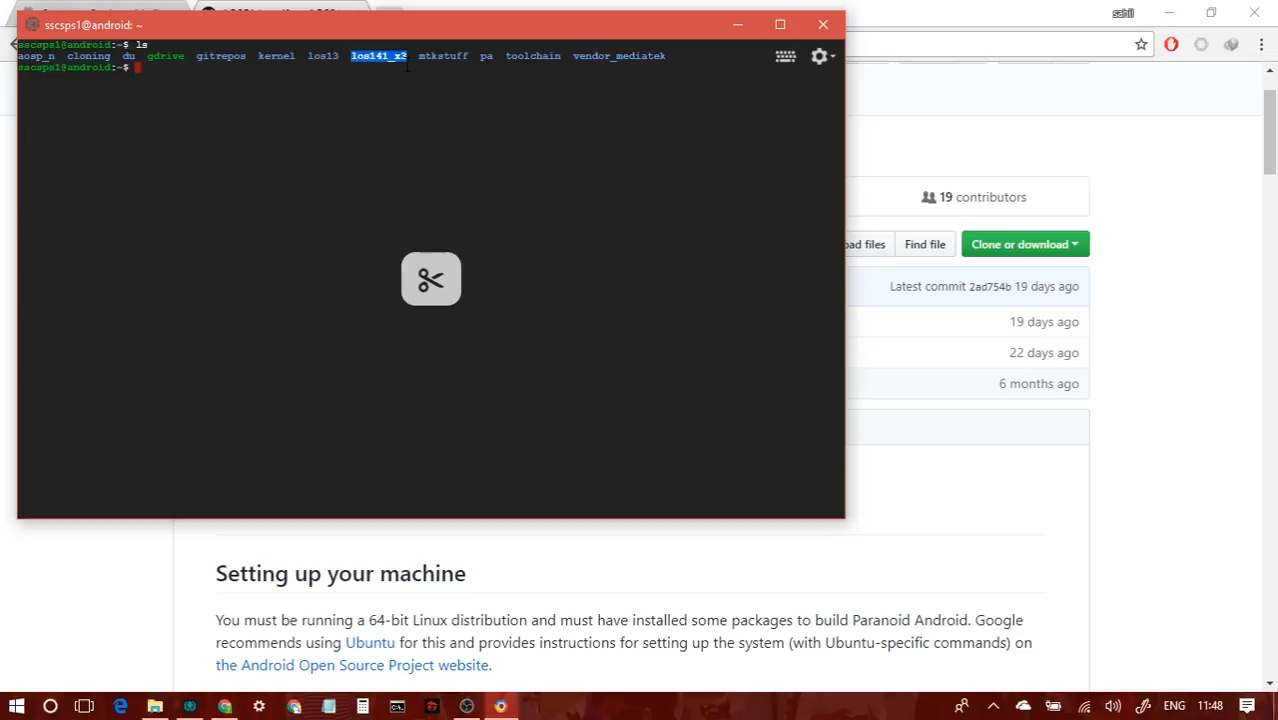 sscsps1@android: ~
sahil
sscsps1@android:~$ ls
aosp_n cloning du gdrive gitrepos kernel los13 los141_x3 mtkstuff pa toolchain vendor_mediatek
sscsps1@android:~$
19 contributors
oad files Find file Clone or download
Latest commit 2ad754b 19 days ago
19 days ago
22 days ago
6 months ago
Setting up your machine
You must be running a 64-bit Linux distribution and must have installed some packages to build Paranoid Android. Google
recommends using Ubuntu for this and provides instructions for setting up the system (with Ubuntu-specific commands) on
the Android Open Source Project website.
ENG 11:48